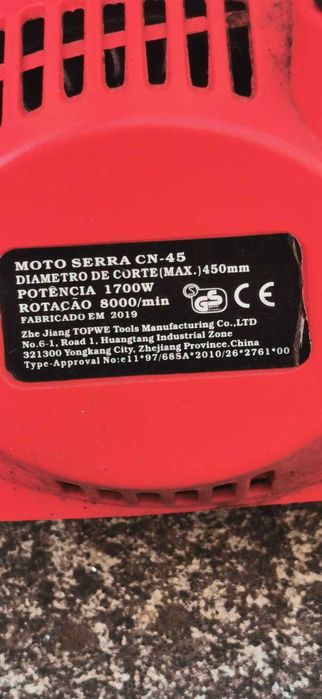 MOTO SERRA CN-45
DIAMETRO DE CORTE(MAX.)450mm
POTÊNCIA 1700W
ROTAÇÃO 8000/min
FABRICADO EM 2019
Zhe Jiang TOPWE Tools Manufacturing Co.,LTD
No.6-1, Road 1, Huangtang Industrial Zone
321300 Yongkang City, Zhejiang Province.China
Type-Approval No:e11*97/68SA*2010/26*2761*00
S GS CE